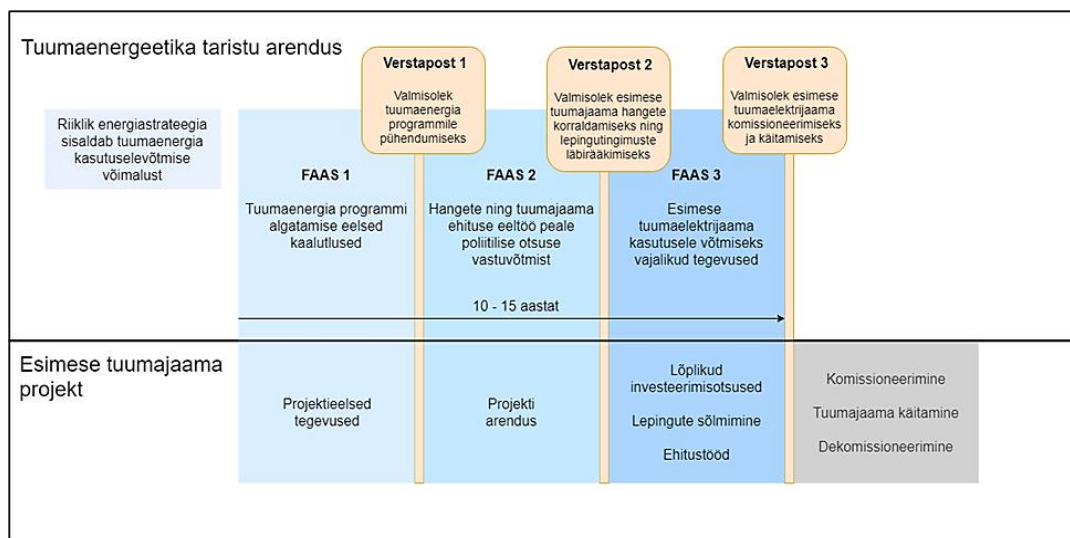 Tuumaenergeetika taristu arendus
Verstapost 1
Valmisolek
tuumaenergia
programmile
pühendumiseks
Verstapost 2
Valmisolek esimese
tuumajaama hangete
korraldamiseks ning
lepingutingimuste
läbirääkimiseks
Verstapost 3
Valmisolek esimese
tuumaelektrijaama
komissioneerimiseks
ja käitamiseks
Riiklik energiastrateegia
sisaldab tuumaenergia
kasutuselevõtmise
võimalust
FAAS 1
Tuumaenergia programmi
algatamise eelsed
kaalutlused
FAAS 2
Hangete ning tuumajaama
ehituse eeltöö peale
poliitilise otsuse
vastuvõtmist
FAAS 3
Esimese
tuumaelektrijaama
kasutusele võtmiseks
vajalikud tegevused
10 - 15 aastat
Esimese tuumajaama
projekt
Projektieelsed
tegevused
Projekti
arendus
Lõplikud
investeerimisotsused
Lepingute sõlmimine
Ehitustööd
Komissioneerimine
Tuumajaama käitamine
Dekomissioneerimine